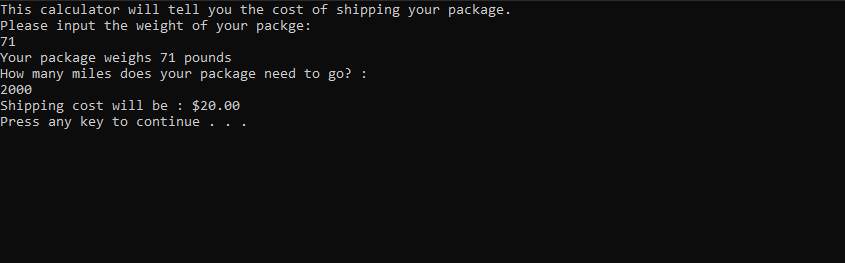 This calculator will tell you the cost of shipping your package.
Please input the weight of your packge:
71
Your package weighs 71 pounds
How many miles does your package need to go? :
2000
Shipping cost will be : $20.00
Press any key to continue . . .